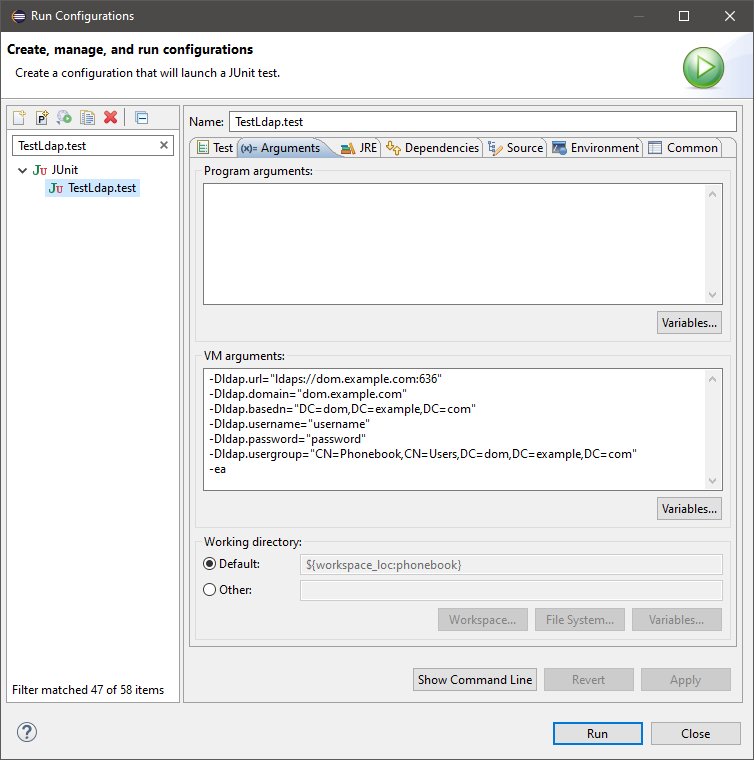 Run Configurations
Create, manage, and run configurations
Create a configuration that will launch a JUnit test.
TestLdap.test
JUnit
TestLdap.test
Filter matched 47 of 58 items
Name: TestLdap.test
Test (x)= Arguments JRE Dependencies Source Environment Common
Program arguments:
Variables...
VM arguments:
-Dldap.url="ldaps://dom.example.com:636"
-Dldap.domain="dom.example.com"
-Dldap.basedn="DC=dom,DC=example,DC=com"
-Dldap.username="username"
-Dldap.password="password"
-Dldap.usergroup="CN=Phonebook,CN=Users,DC=dom,DC=example,DC=com"
-ea
Variables...
Working directory:
Default: ${workspace_loc:phonebook}
Other:
Workspace... File System... Variables...
Show Command Line Revert Apply
? Run Close